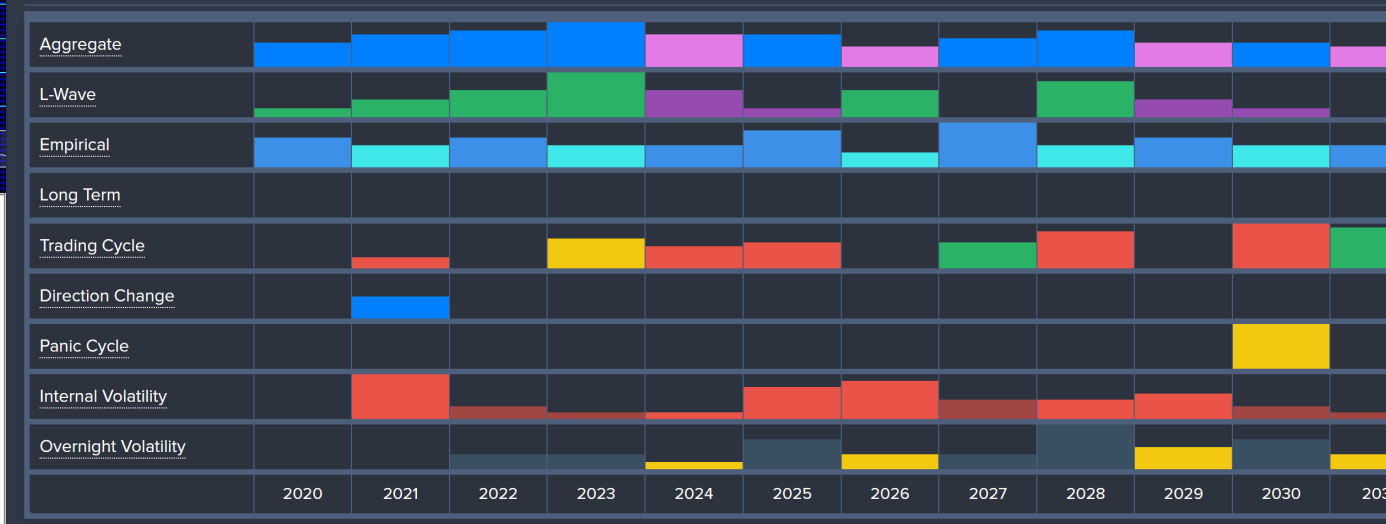 Aggregate
L-Wave
Empirical
Long Term
Trading Cycle
Direction Change
Panic Cycle
Internal Volatility
Overnight Volatility
2020 2021 2022 2023 2024 2025 2026 2027 2028 2029 2030